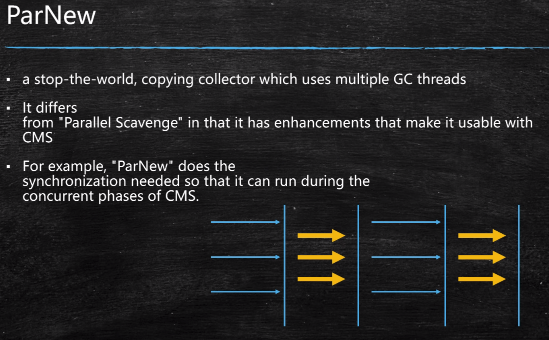 ParNew
▪ a stop-the-world, copying collector which uses multiple GC threads
▪ It differs
from "Parallel Scavenge" in that it has enhancements that make it usable with
CMS
▪ For example, "ParNew" does the
synchronization needed so that it can run during the
concurrent phases of CMS.